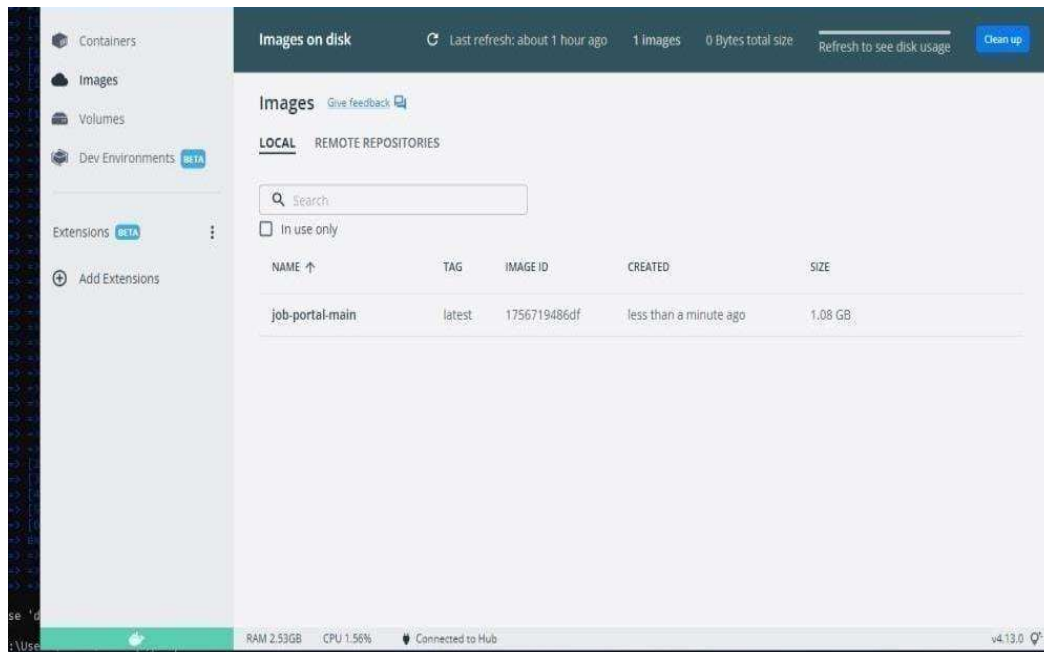 Containers
Images
Volumes
Dev Environments BETA
Extensions BETA
Add Extensions
Images on disk
Last refresh: about 1 hour ago
1 images
0 Bytes total size
Refresh to see disk usage
Clean up
Images Give feedback
LOCAL REMOTE REPOSITORIES
Search
In use only
NAME TAG IMAGE ID CREATED SIZE
job-portal-main latest 1756719486df less than a minute ago 1.08 GB
se 'd
:\Use
RAM 2.53GB CPU 1.56% Connected to Hub
v4.13.0